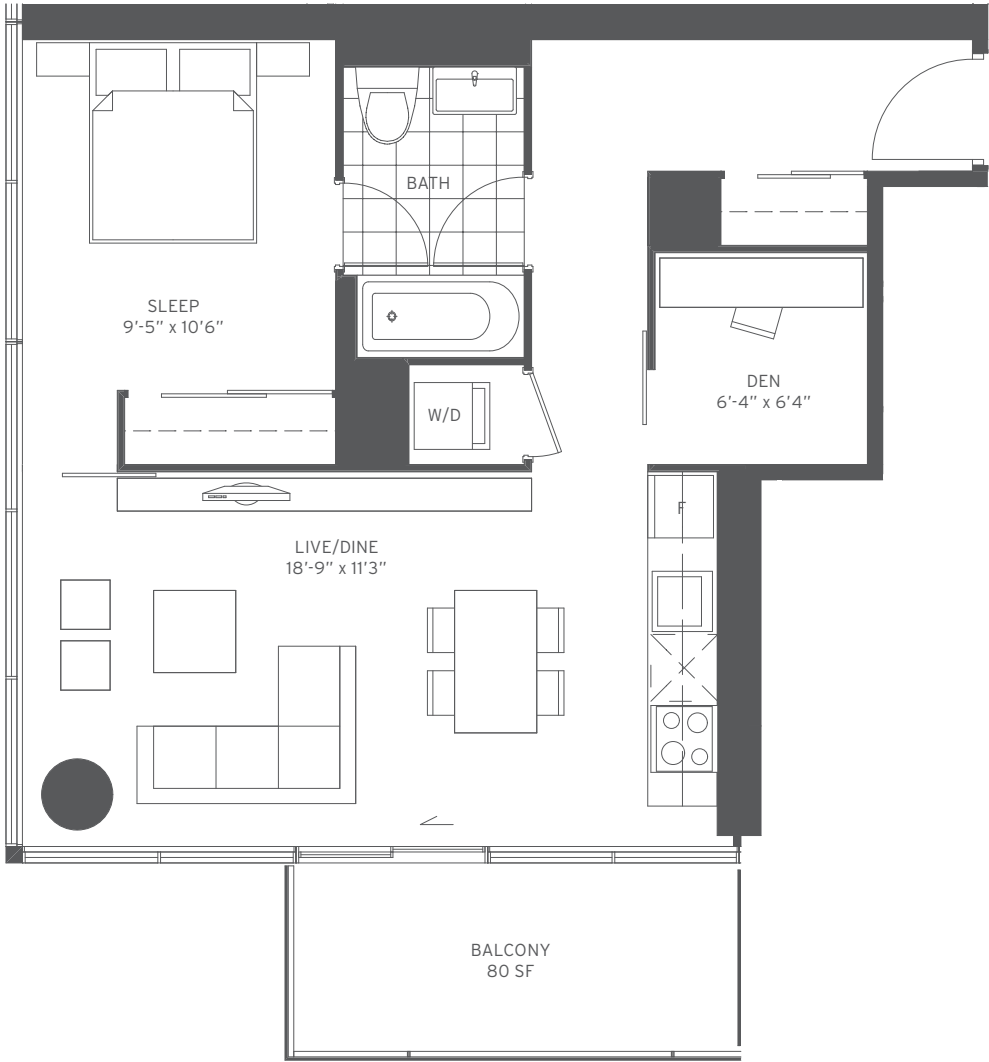 BATH
SLEEP
9'-5" x 10'6"
DEN
6'-4" x 6'4"
W/D
F
LIVE/DINE
18'-9" x 11'3"
BALCONY
80 SF